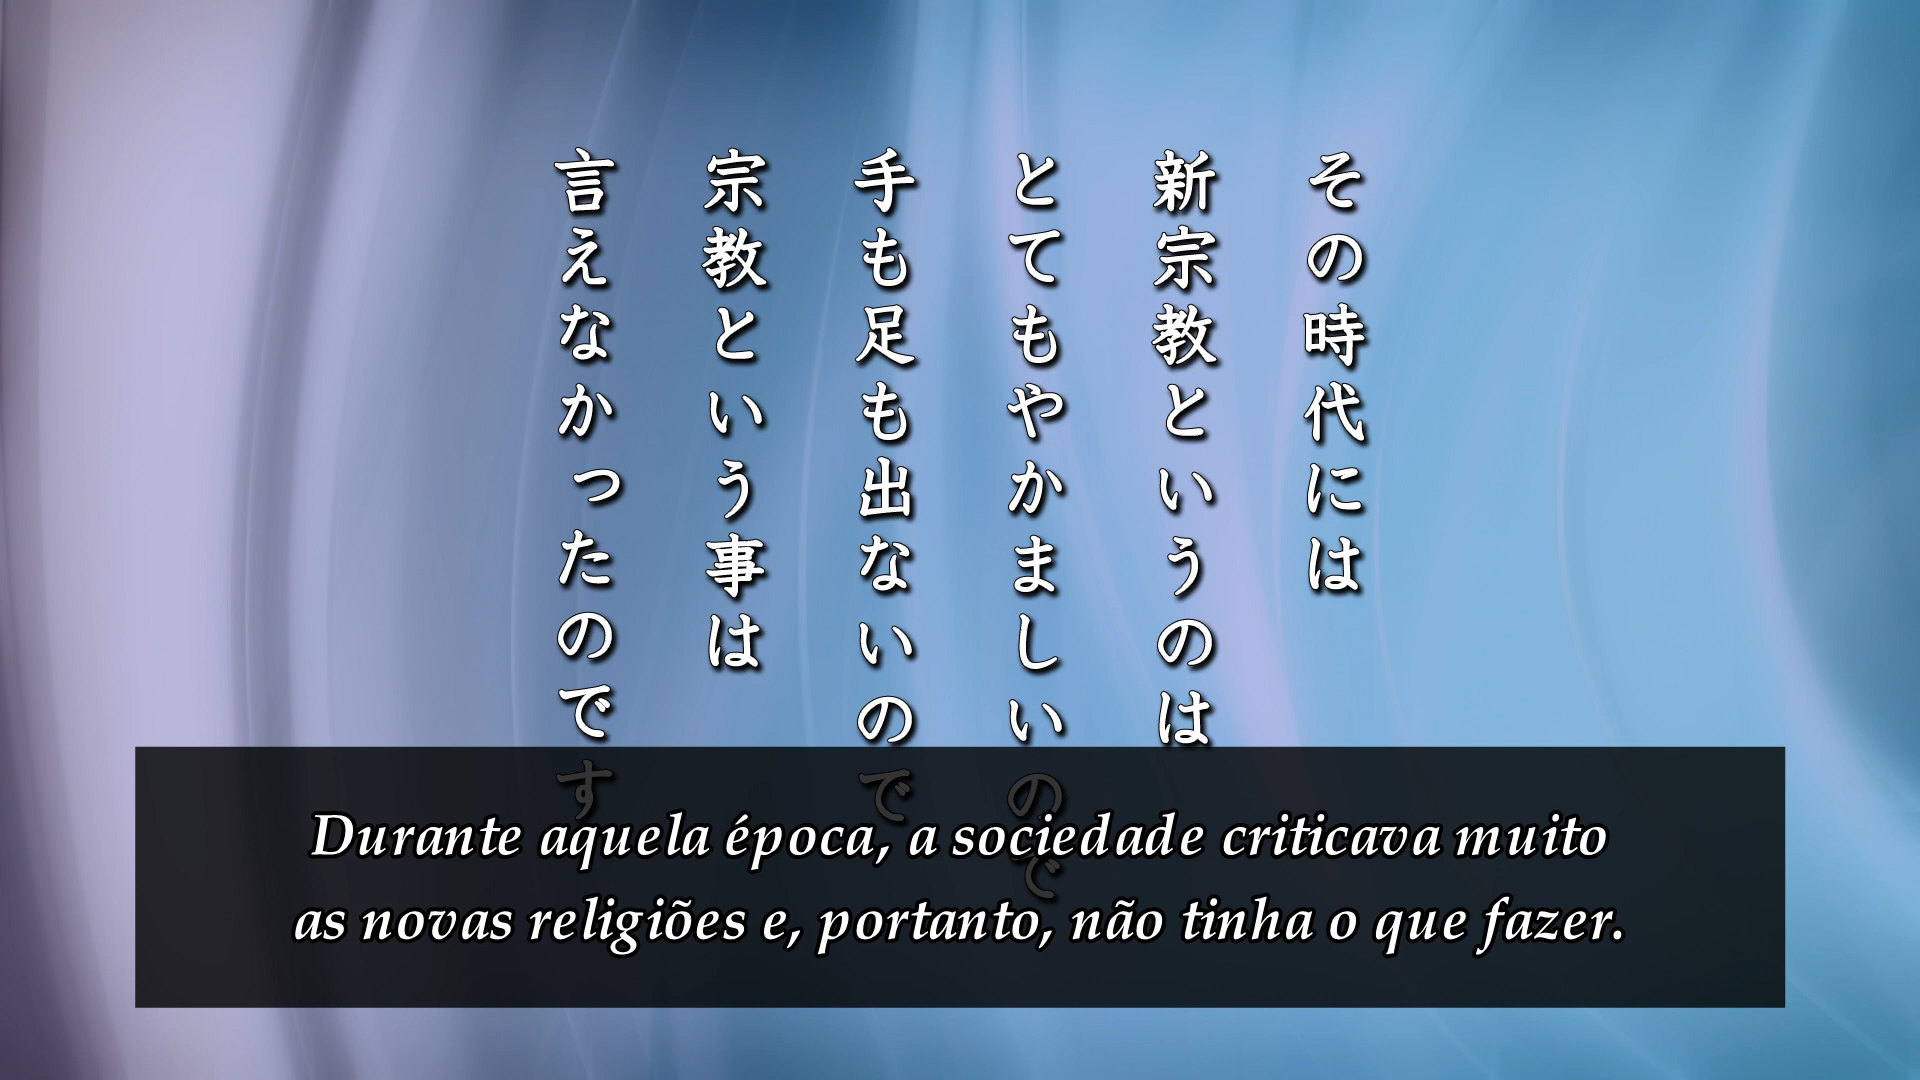 その時代には
新宗教というのは
とてもやかましいので
手も足も出ないので
宗教という事は
言えなかったのです
Durante aquela época, a sociedade criticava muito
as novas religiões e, portanto, não tinha o que fazer.